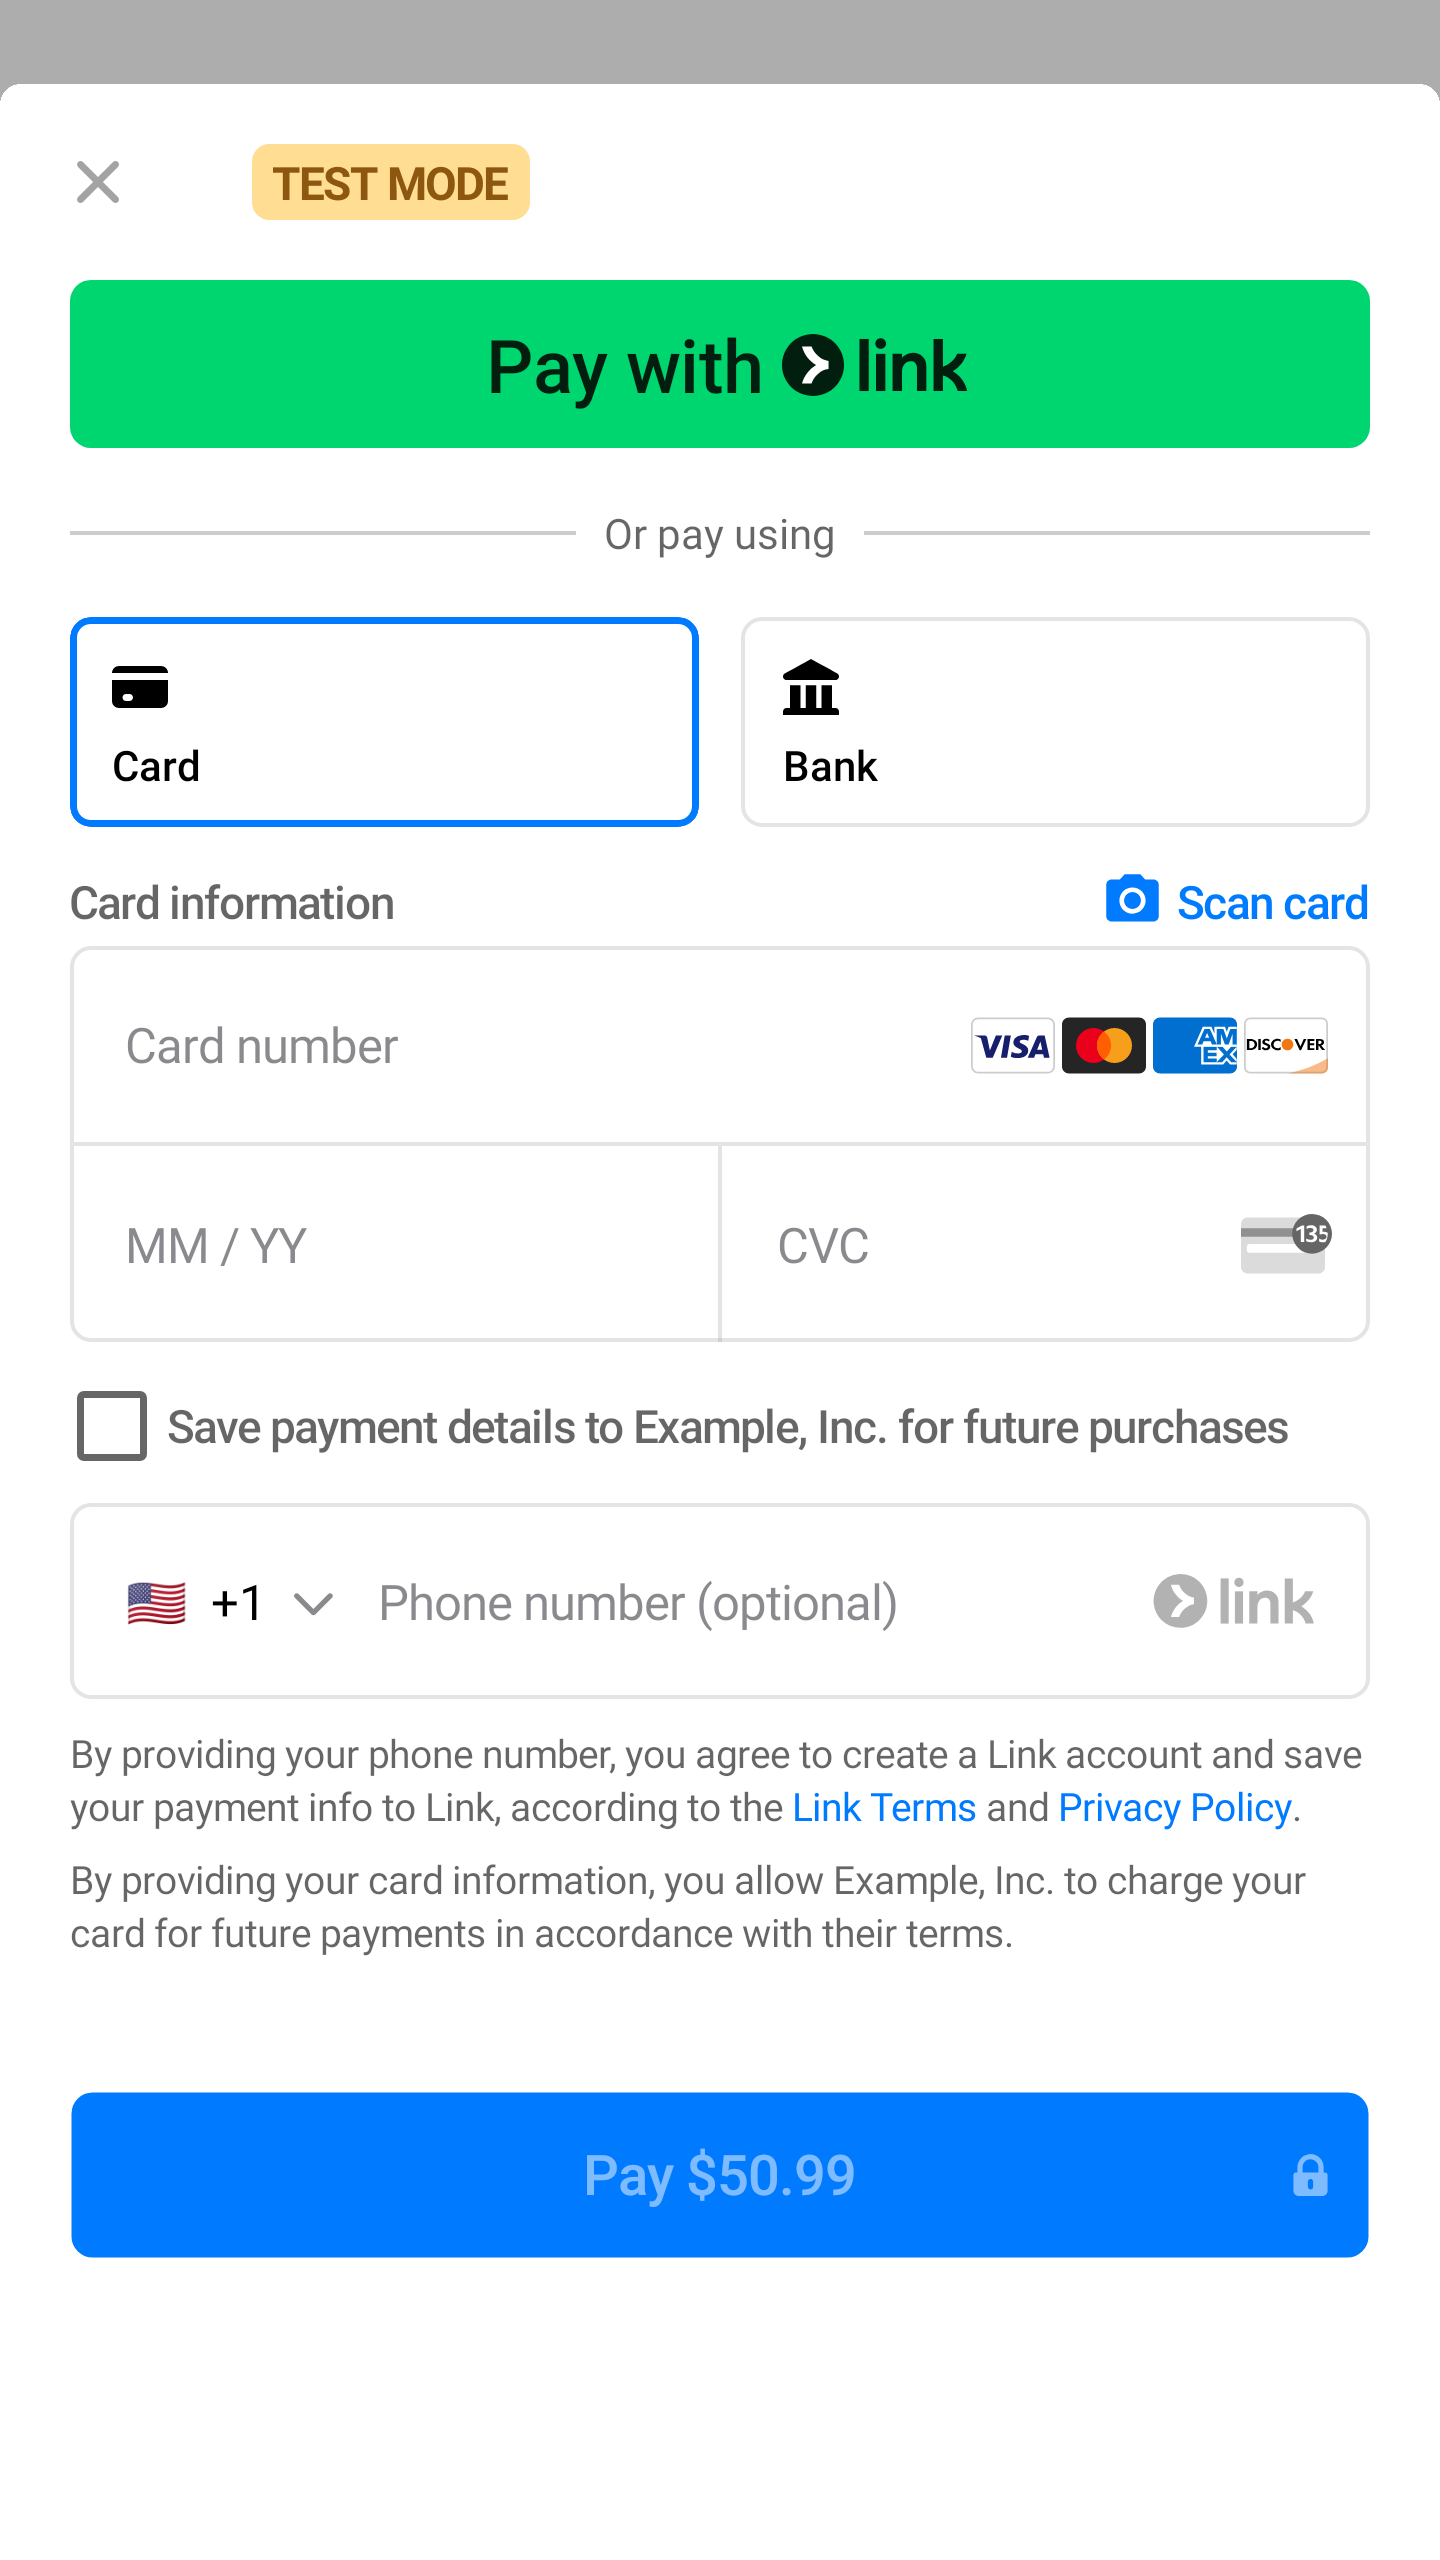 TEST MODE
Pay with link
Or pay using
Card
Bank
Card information
Scan card
Card number
VISA
AM
EX
DISCOVER
MM / YY
CVC
135
Save payment details to Example, Inc. for future purchases
+1
Phone number (optional)
link
By providing your phone number, you agree to create a Link account and save
your payment info to Link, according to the Link Terms and Privacy Policy.
By providing your card information, you allow Example, Inc. to charge your
card for future payments in accordance with their terms.
Pay $50.99